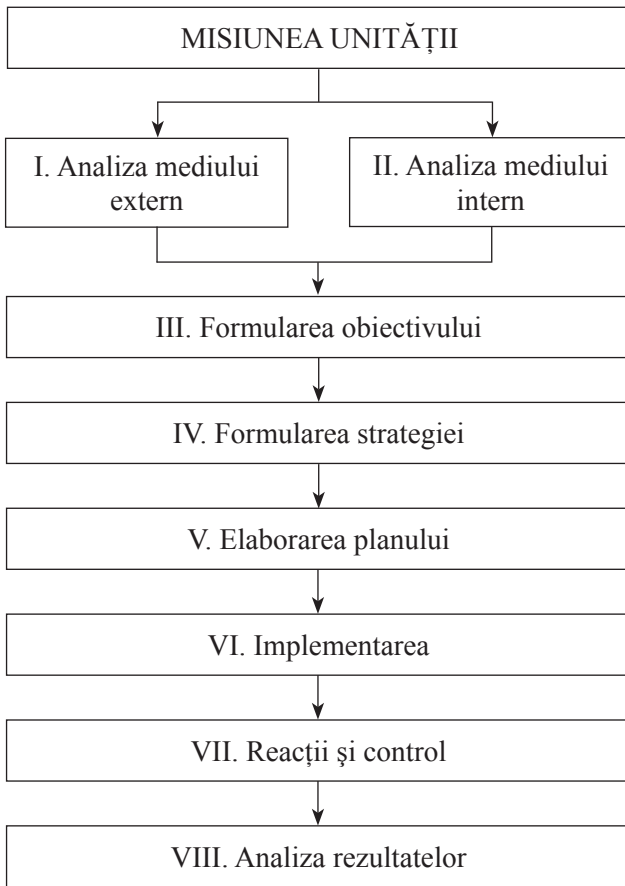 MISIUNEA UNITĂȚII
I. Analiza mediului
extern
II. Analiza mediului
intern
III. Formularea obiectivului
IV. Formularea strategiei
V. Elaborarea planului
VI. Implementarea
VII. Reacții şi control
VIII. Analiza rezultatelor